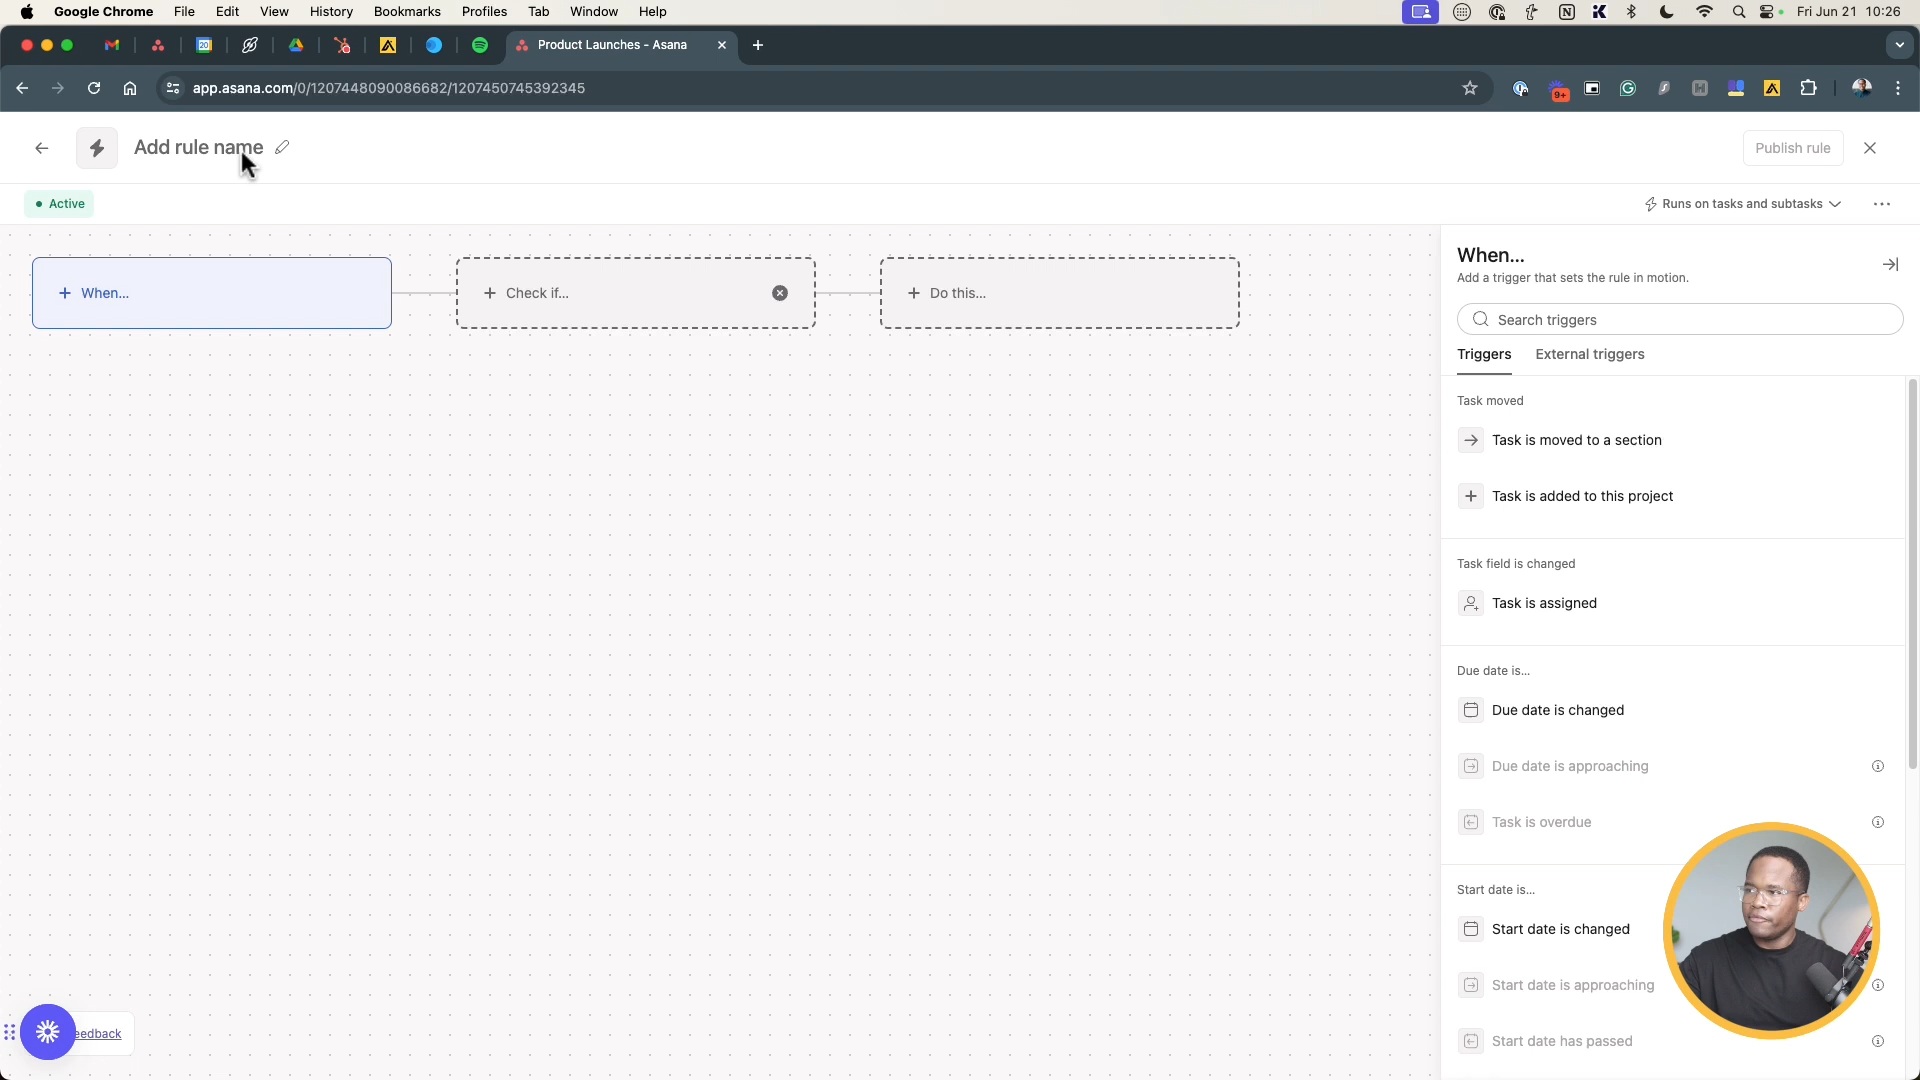 Google Chrome File Edit View History Bookmarks Profiles Tab Window Help
Fri Jun 21 10:26
20
Product Launches - Asana
app.asana.com/0/1207448090086682/1207450745392345
9+
Add rule name
Publish rule
Active
Runs on tasks and subtasks
When...
Check if...
Do this...
When...
Add a trigger that sets the rule in motion.
Search triggers
Triggers External triggers
Task moved
Task is moved to a section
Task is added to this project
Task field is changed
Task is assigned
Due date is...
Due date is changed
Due date is approaching
Task is overdue
Start date is...
Start date is changed
Start date is approaching
Start date has passed
eedback